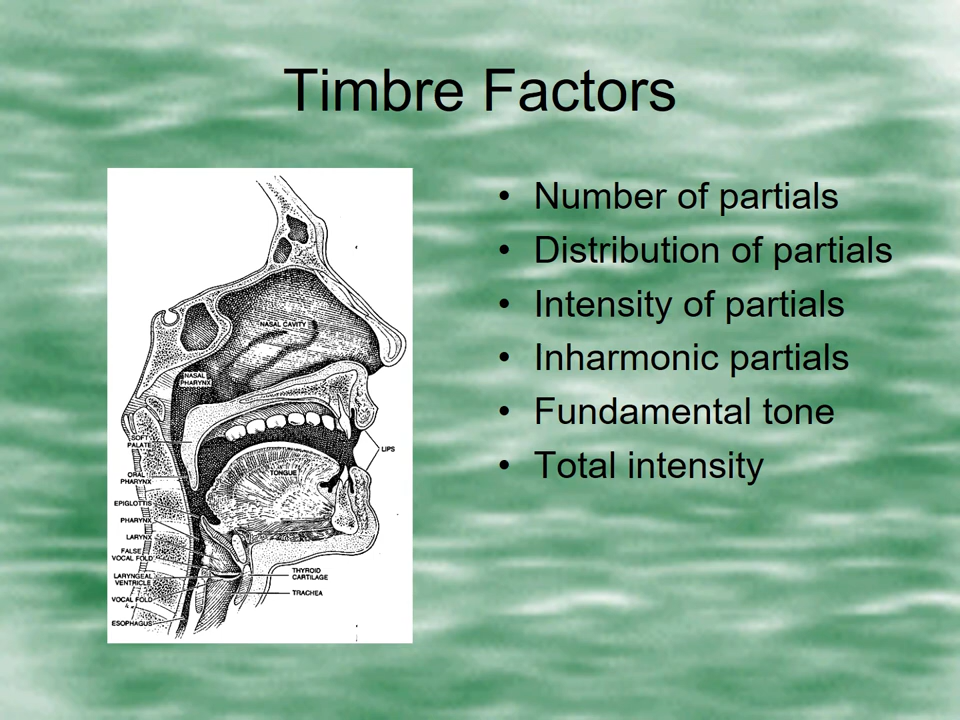 Timbre Factors
• Number of partials
• Distribution of partials
• Intensity of partials
• Inharmonic partials
• Fundamental tone
• Total intensity
NASAL CAVITY
NASAL
PHARYNX
SOFT
PALATE
LIPS
TONGUE
ORAL
PHARYNX
EPIGLOTTIS
PHARYNX
LARYNX
FALSE
VOCAL FOLD
LARYNGEAL
VENTRICLE
VOCAL FOLD
ESOPHAGUS
THYROID
CARTILAGE
TRACHEA